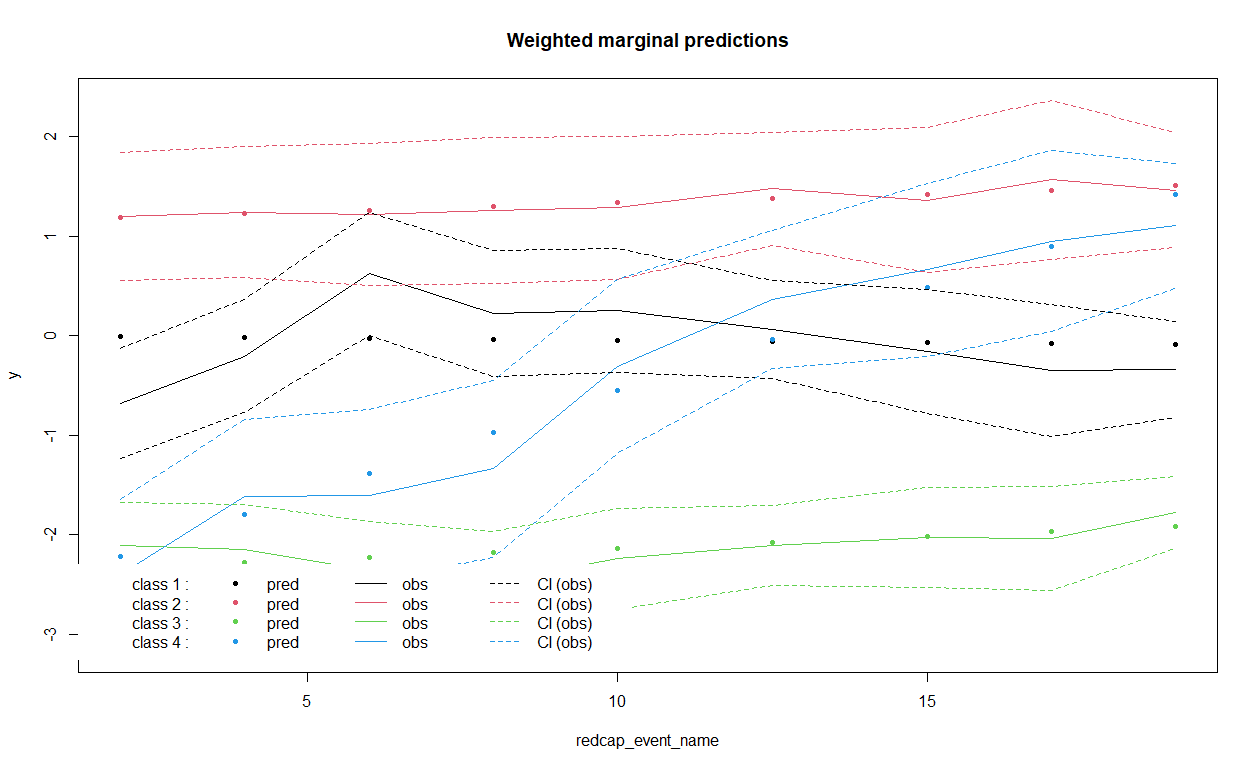 Weighted marginal predictions
y
2
1
0
-1
-2
-3
class 1 : pred obs CI (obs)
class 2 : pred obs CI (obs)
class 3 : pred obs CI (obs)
class 4 : pred obs CI (obs)
5 10 15
redcap_event_name